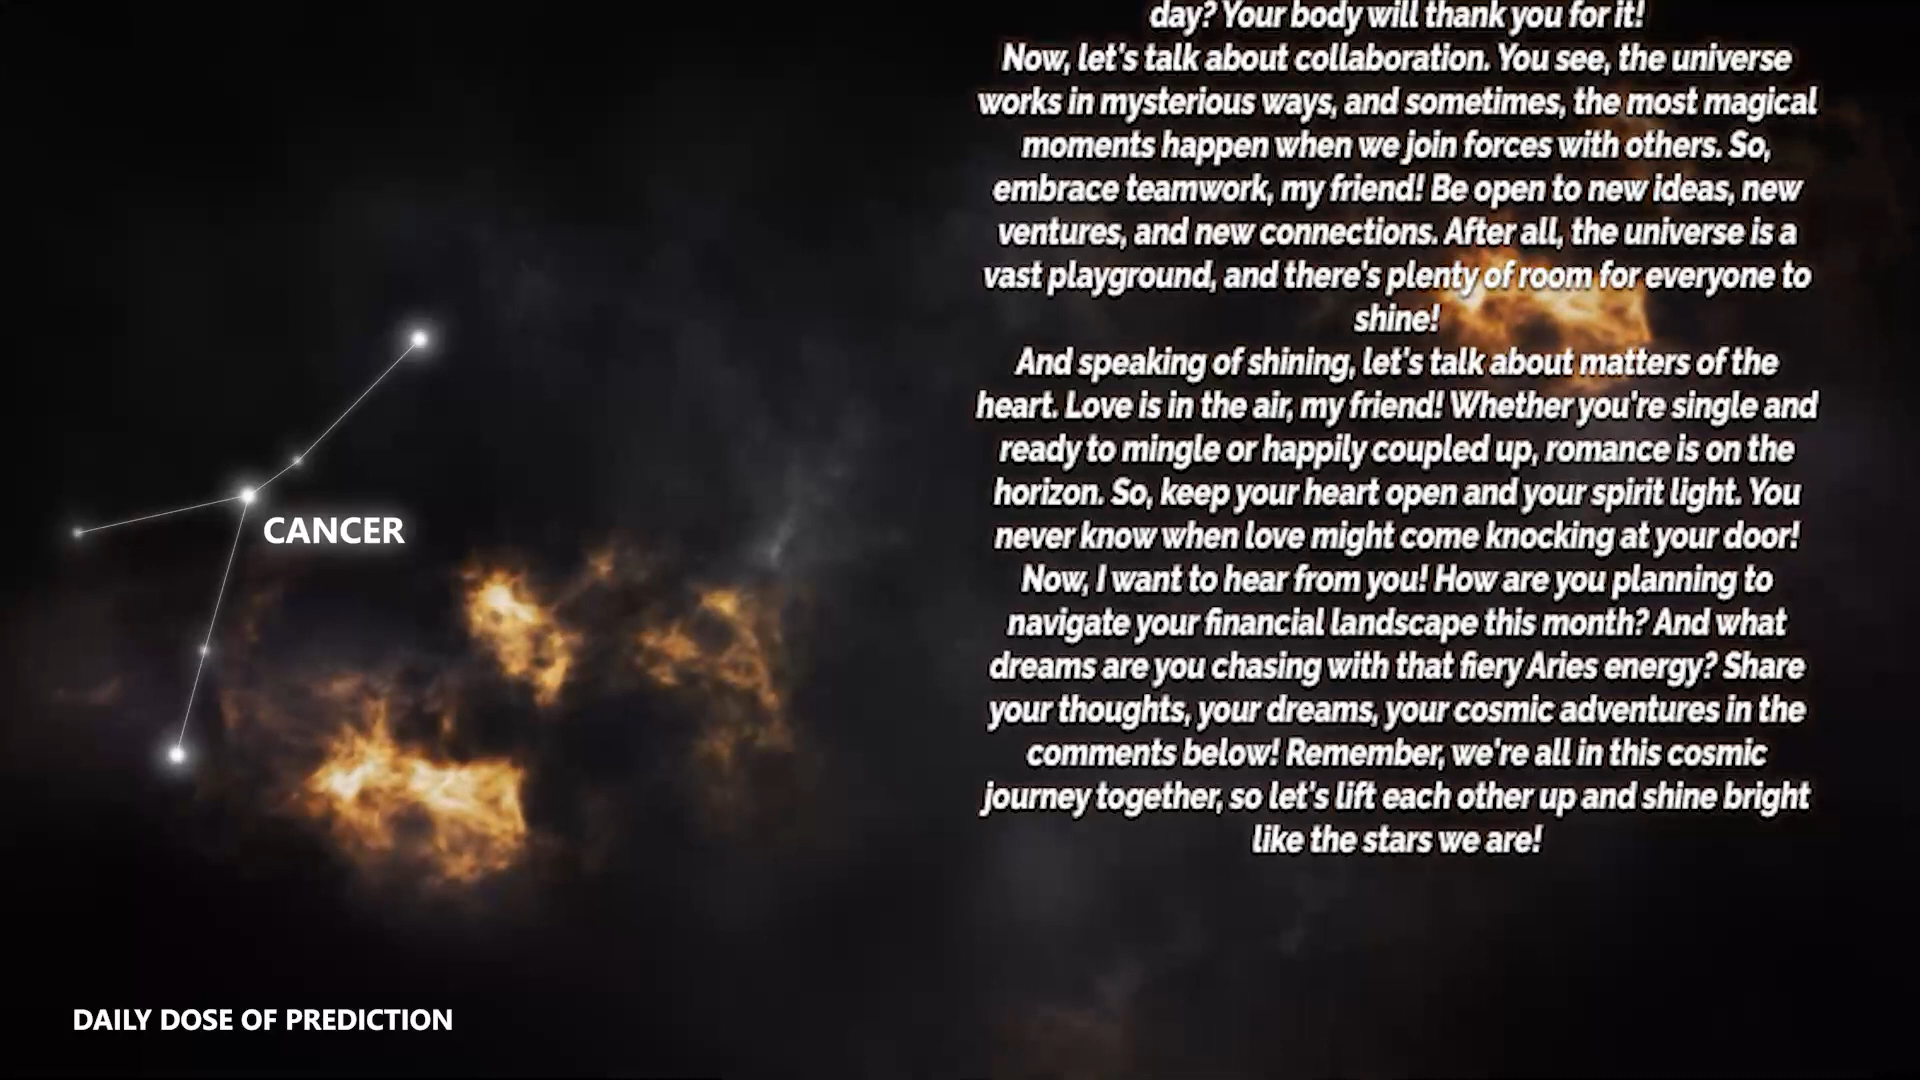 day? Your body will thank you for it!
Now, let's talk about collaboration. You see, the universe
works in mysterious ways, and sometimes, the most magical
moments happen when we join forces with others. So,
embrace teamwork, my friend! Be open to new ideas, new
ventures, and new connections. After all, the universe is a
vast playground, and there's plenty of room for everyone to
shine!
And speaking of shining, let's talk about matters of the
heart. Love is in the air, my friend! Whether you're single and
ready to mingle or happily coupled up, romance is on the
horizon. So, keep your heart open and your spirit light. You
never know when love might come knocking at your door!
Now, I want to hear from you! How are you planning to
navigate your financial landscape this month? And what
dreams are you chasing with that fiery Aries energy? Share
your thoughts, your dreams, your cosmic adventures in the
comments below! Remember, we're all in this cosmic
journey together, so let's lift each other up and shine bright
like the stars we are!
CANCER
DAILY DOSE OF PREDICTION